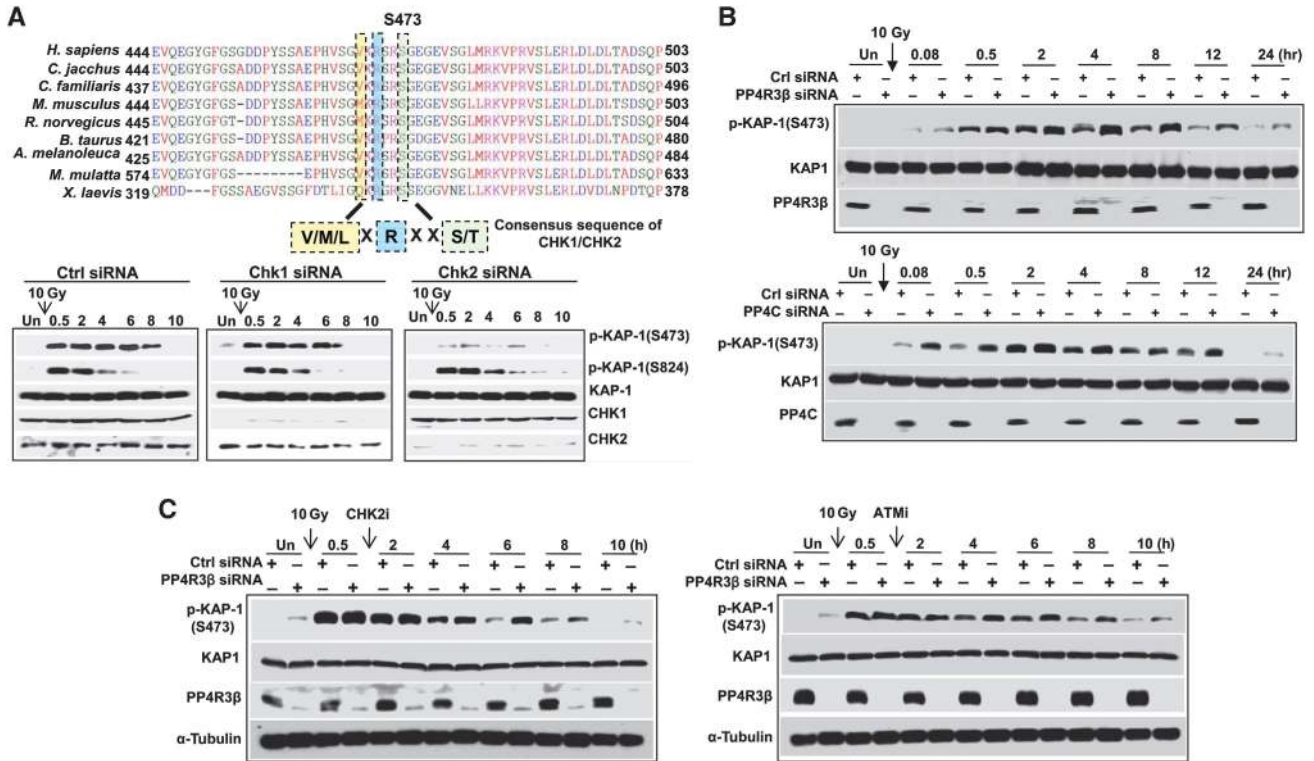 A
S473
H. sapiens 444 EVQEGYGFGSGDDPYSSAEPHVSGVKRSRSGEGEVSGLMRKVPRVSLERLDLDLTADSQP 503
C. jacchus 444 EVQEGYGFGSADDPYSSAEPHVSGVKRSRSGEGEVSGLMRKVPRVSLERLDLDLTADSQP 503
C. familiaris 437 EVQEGYGFGSADDPYSSAEPHVSGVKRSRSGEGEVSGLMRKVPRVSLERLDLDLTADSQP 496
M. musculus 444 EVQEGYGFGS-DDPYSSAEPHVSGMKRSRSGEGEVSGLLRKVPRVSLERLDLDLTSDSQP 503
R. norvegicus 445 EVQEGYGFGT-DDPYSSAEPHVSGMKRSRSGEGEVSGLMRKVPRVSLERLDLDLTSDSQP 504
B. taurus 421 EVQEGYGFGS-DDPYSSAEPHVSGVKRSRSGDGEVSGLMRKVPRVSLERLDLDLTADSQP 480
A. melanoleuca 425 EVQEGYGFGSADDPYSSAEPHVSGVKRSRSGEGEVSGLMRKVPRVSLERLDLDLTADSQP 484
M. mulatta 574 EVQEGYGFGS---------EPHVSGVKRSRSGEGEVSGLMRKVPRVSLERLDLDLTADSQP 633
X. laevis 319 QMDD---FGSSAEGVSSGFDTLIGQKRSRSGEGGVNELLKKVPRVSLERLDVDLNPDTQP 378
V/M/L X R X X S/T Consensus sequence of CHK1/CHK2
Ctrl siRNA Chk1 siRNA Chk2 siRNA
10 Gy 10 Gy 10 Gy
Un 0.5 2 4 6 8 10 Un 0.5 2 4 6 8 10 Un 0.5 2 4 6 8 10
p-KAP-1(S473)
p-KAP-1(S824)
KAP-1
CHK1
CHK2
B
10 Gy
Un 0.08 0.5 2 4 8 12 24 (hr)
Crl siRNA + – + – + – + – + – + – + – + –
PP4R3β siRNA – + – + – + – + – + – + – + – +
p-KAP-1(S473)
KAP1
PP4R3β
10 Gy
Un 0.08 0.5 2 4 8 12 24 (hr)
Crl siRNA + – + – + – + – + – + – + – + –
PP4C siRNA – + – + – + – + – + – + – + – +
p-KAP-1(S473)
KAP1
PP4C
C
10 Gy CHK2i
Un 0.5 2 4 6 8 10 (h)
Ctrl siRNA + – + – + – + – + – + – + –
PP4R3β siRNA – + – + – + – + – + – + – +
p-KAP-1
(S473)
KAP1
PP4R3β
α-Tubulin
10 Gy ATMi
Un 0.5 2 4 6 8 10 (h)
Ctrl siRNA + – + – + – + – + – + – + –
PP4R3β siRNA – + – + – + – + – + – + – +
p-KAP-1
(S473)
KAP1
PP4R3β
α-Tubulin